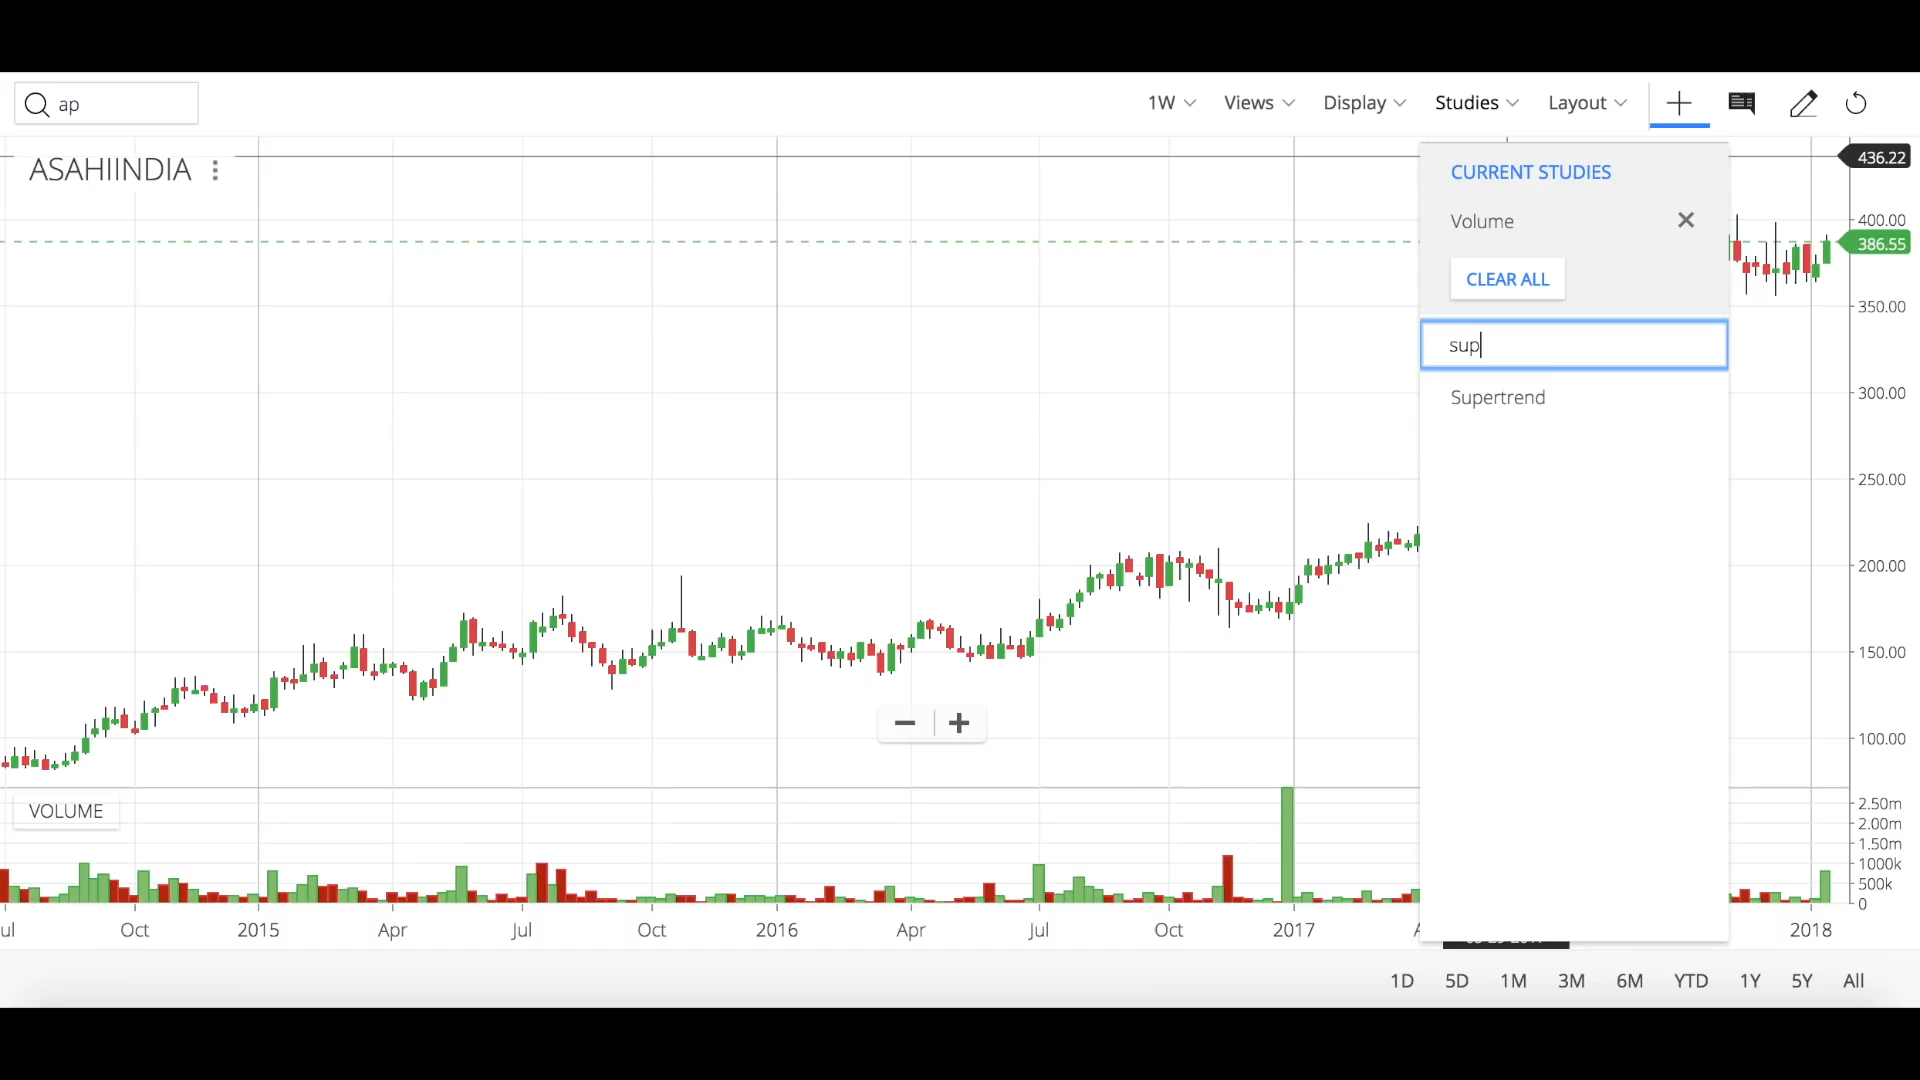 ap
1W Views Display Studies Layout
ASAHIINDIA
CURRENT STUDIES
Volume
CLEAR ALL
sup
Supertrend
436.22
400.00
386.55
350.00
300.00
250.00
200.00
150.00
100.00
VOLUME
2.50m
2.00m
1.50m
1000k
500k
0
Oct 2015 Apr Jul Oct 2016 Apr Jul Oct 2017 2018
1D 5D 1M 3M 6M YTD 1Y 5Y All